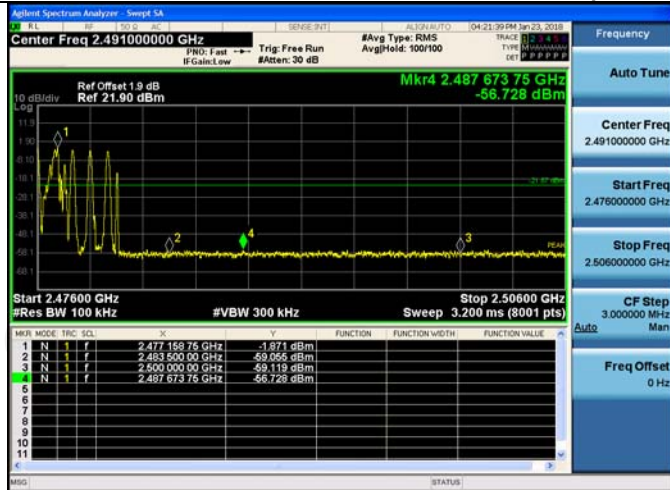 Agilent Spectrum Analyzer - Swept SA
RL RF 50 Ω AC SENSE:INT ALIGNAUTO 04:21:39 PM Jan 23, 2018
Center Freq 2.491000000 GHz
PNO: Fast
IFGain:Low
Trig: Free Run
#Atten: 30 dB
#Avg Type: RMS
Avg|Hold: 100/100
TRACE 1 2 3 4 5 6
TYPE M
DET P P P P P P
Ref Offset 1.9 dB
Ref 21.90 dBm
10 dB/div
Log
Mkr4 2.487 673 75 GHz
-56.728 dBm
11.9
1.90
-8.10
-18.1
-28.1
-38.1
-48.1
-58.1
-68.1
1
2
4
3
-21.87 dBm
PEAK
Start 2.47600 GHz
Stop 2.50600 GHz
#Res BW 100 kHz #VBW 300 kHz Sweep 3.200 ms (8001 pts)
MKR MODE TRC SCL X Y FUNCTION FUNCTION WIDTH FUNCTION VALUE
1 N 1 f 2.477 158 75 GHz -1.871 dBm
2 N 1 f 2.483 500 00 GHz -59.055 dBm
3 N 1 f 2.500 000 00 GHz -59.119 dBm
4 N 1 f 2.487 673 75 GHz -56.728 dBm
5
6
7
8
9
10
11
MSG STATUS
Frequency
Auto Tune
Center Freq
2.491000000 GHz
Start Freq
2.476000000 GHz
Stop Freq
2.506000000 GHz
CF Step
3.000000 MHz
Auto Man
Freq Offset
0 Hz